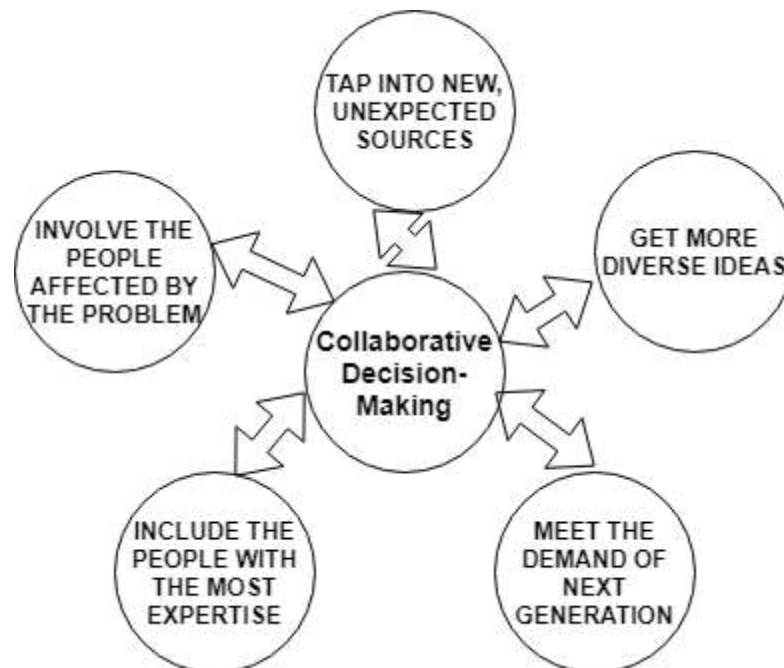 TAP INTO NEW,
UNEXPECTED
SOURCES
INVOLVE THE
PEOPLE
AFFECTED BY
THE PROBLEM
GET MORE
DIVERSE IDEAS
Collaborative
Decision-
Making
INCLUDE THE
PEOPLE WITH
THE MOST
EXPERTISE
MEET THE
DEMAND OF
NEXT
GENERATION